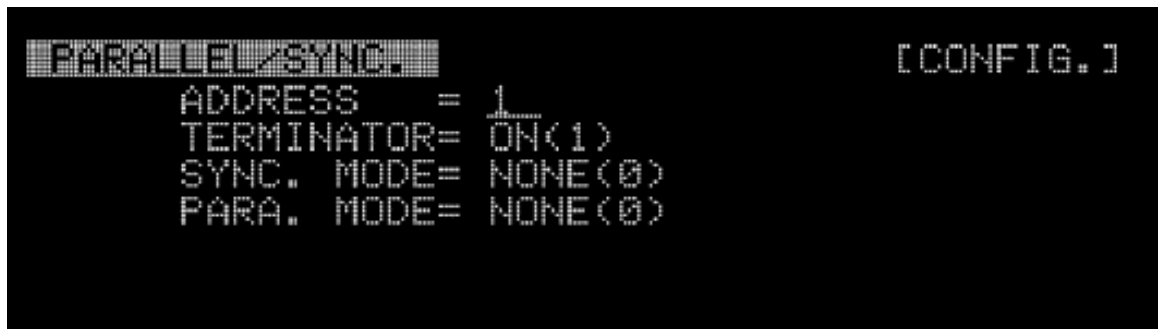 PARALLEL/SYNC. [CONFIG.]
ADDRESS = 1
TERMINATOR= ON(1)
SYNC. MODE= NONE(0)
PARA. MODE= NONE(0)